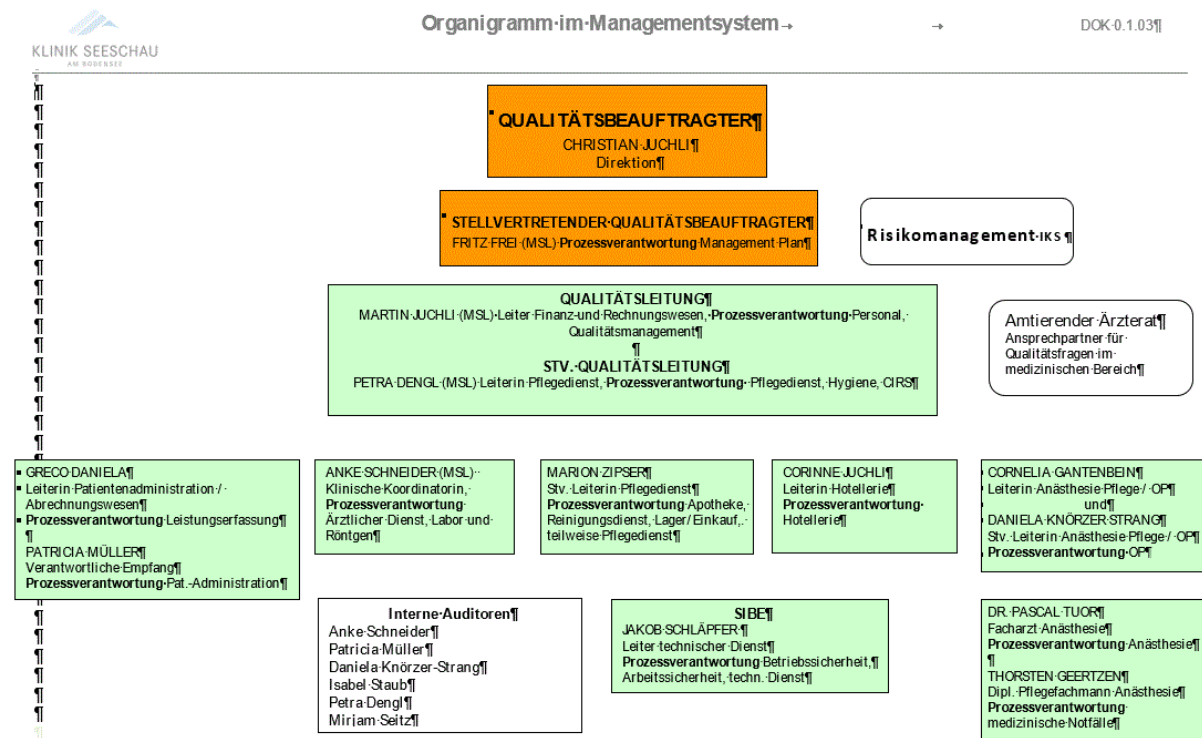 KLINIK SEESCHAU
AM BODENSEE
Organigramm·im·Managementsystem→ → DOK·0.1.03¶
QUALITÄTSBEAUFTRAGTER¶
CHRISTIAN·JUCHLI¶
Direktion¶
STELLVERTRETENDER·QUALITÄTSBEAUFTRAGTER¶
FRITZ·FREI·(MSL)·Prozessverantwortung·Management·Plan¶
Risikomanagement·IKS¶
QUALITÄTSLEITUNG¶
MARTIN·JUCHLI·(MSL)·Leiter·Finanz-und·Rechnungswesen,·Prozessverantwortung·Personal,·
Qualitätsmanagement¶
¶
STV.·QUALITÄTSLEITUNG¶
PETRA·DENGL·(MSL)·Leiterin·Pflegedienst,·Prozessverantwortung··Pflegedienst,·Hygiene,·CIRS¶
Amtierender·Ärzterat¶
Ansprechpartner·für·
Qualitätsfragen·im·
medizinischen·Bereich¶
GRECO·DANIELA¶
Leiterin·Patientenadministration·/·
Abrechnungswesen¶
Prozessverantwortung·Leistungserfassung¶
¶
PATRICIA·MÜLLER¶
Verantwortliche·Empfang¶
Prozessverantwortung·Pat.-Administration¶
ANKE·SCHNEIDER·(MSL)··
Klinische·Koordinatorin,·
Prozessverantwortung·
Ärztlicher·Dienst,·Labor·und·
Röntgen¶
MARION·ZIPSER¶
Stv.·Leiterin·Pflegedienst¶
Prozessverantwortung·Apotheke,·
Reinigungsdienst,·Lager/Einkauf,·
teilweise·Pflegedienst¶
CORINNE·JUCHLI¶
Leiterin·Hotellerie¶
Prozessverantwortung·
Hotellerie¶
CORNELIA·GANTENBEIN¶
Leiterin·Anästhesie·Pflege·/·OP¶
und¶
DANIELA·KNÖRZER·STRANG¶
Stv.·Leiterin·Anästhesie·Pflege·/·OP¶
Prozessverantwortung·OP¶
Interne·Auditoren¶
Anke·Schneider¶
Patricia·Müller¶
Daniela·Knörzer-Strang¶
Isabel·Staub¶
Petra·Dengl¶
Mirjam·Seitz¶
SIBE¶
JAKOB·SCHLÄPFER·¶
Leiter·technischer·Dienst¶
Prozessverantwortung·Betriebssicherheit,¶
Arbeitssicherheit,·techn.·Dienst¶
DR.·PASCAL·TUOR¶
Facharzt·Anästhesie¶
Prozessverantwortung·Anästhesie¶
¶
THORSTEN·GEERTZEN¶
Dipl.·Pflegefachmann·Anästhesie¶
Prozessverantwortung·
medizinische·Notfälle¶